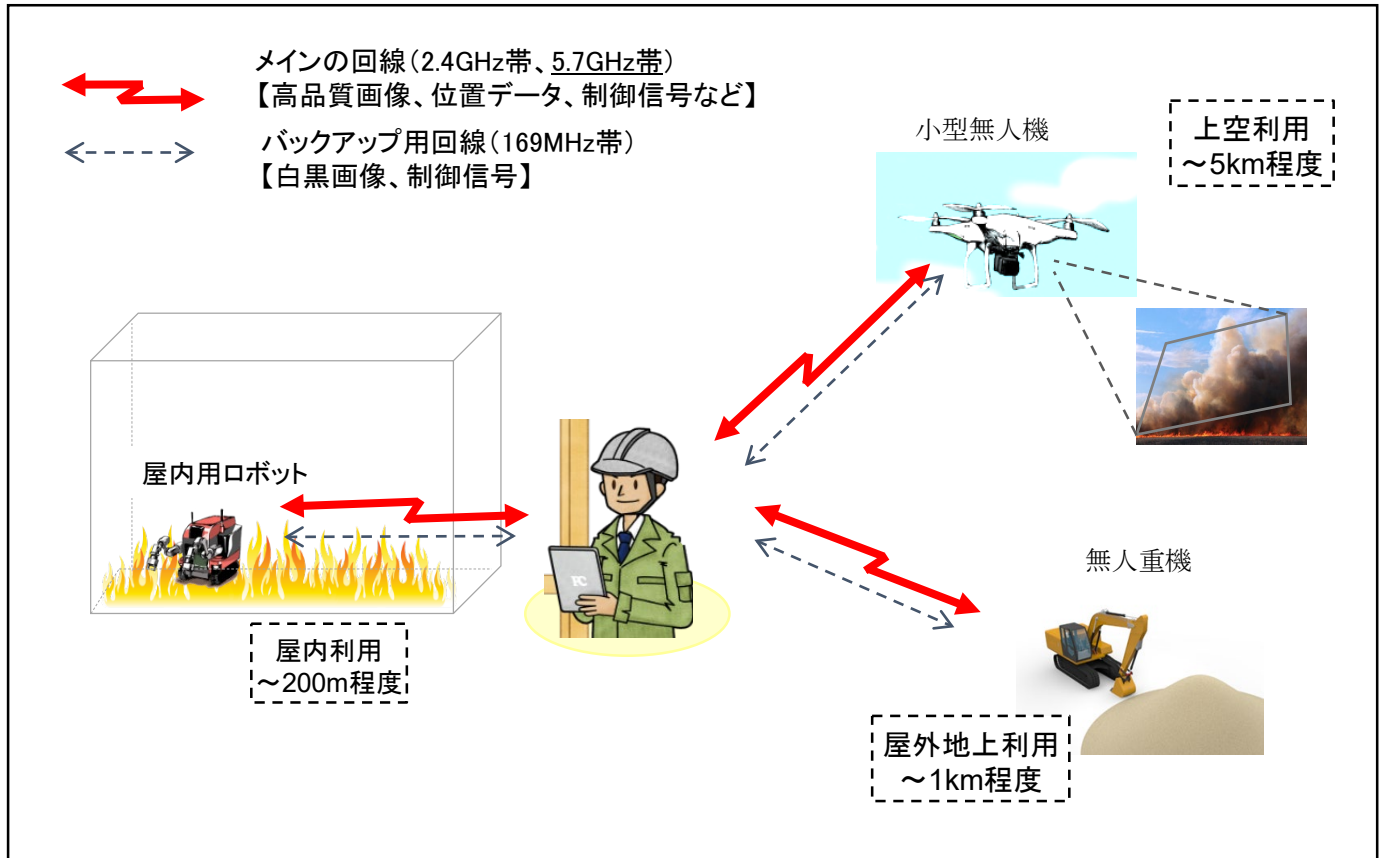 メインの回線（2.4GHz帯、5.7GHz帯）
【高品質画像、位置データ、制御信号など】
バックアップ用回線（169MHz帯）
【白黒画像、制御信号】
小型無人機
上空利用
～5km程度
屋内用ロボット
PC
屋内利用
～200m程度
無人重機
屋外地上利用
～1km程度